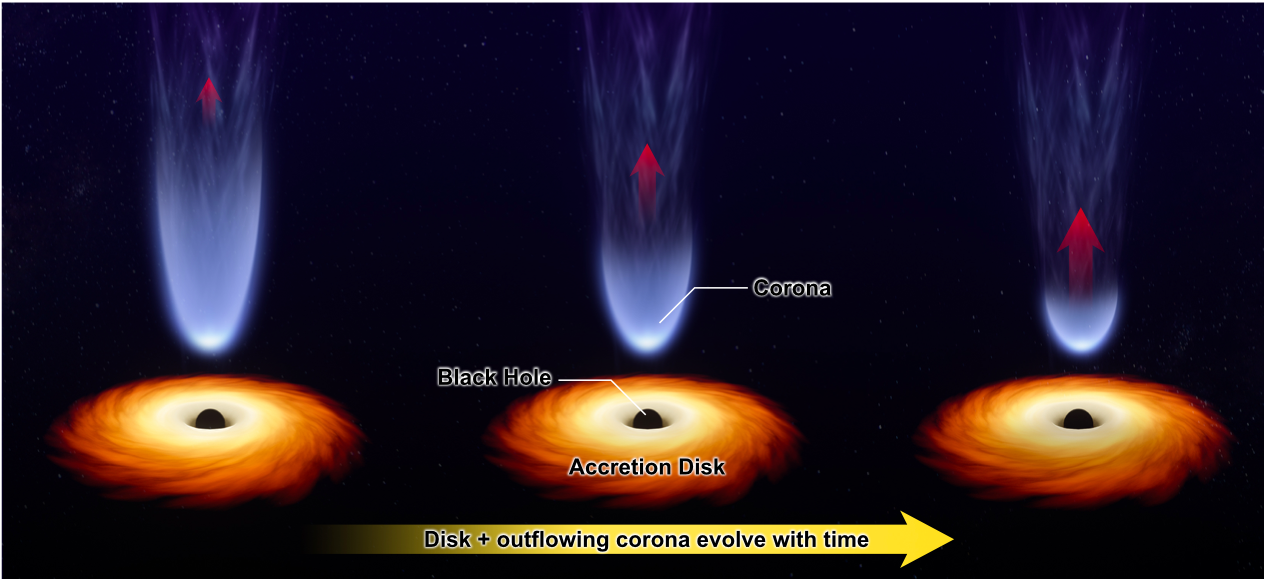 Corona
Black Hole
Accretion Disk
Disk + outflowing corona evolve with time